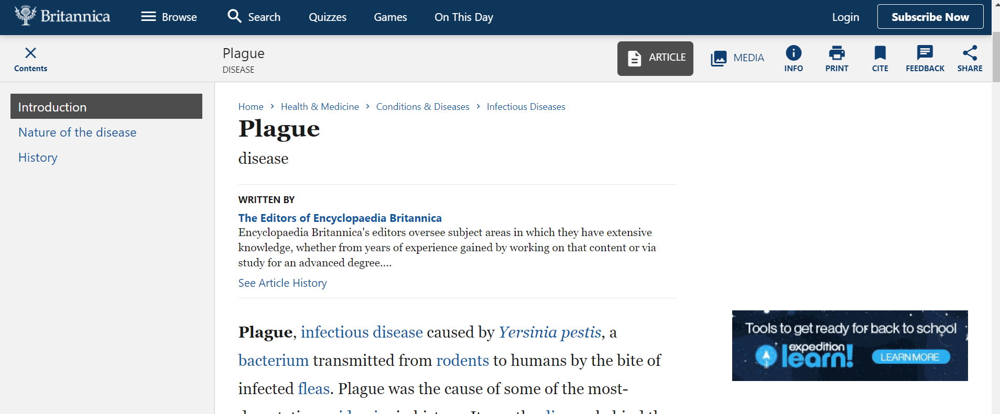 Britannica
Browse
Search
Quizzes
Games
On This Day
Login
Subscribe Now
Contents
Plague
DISEASE
ARTICLE
MEDIA
INFO
PRINT
CITE
FEEDBACK
SHARE
Introduction
Nature of the disease
History
Home > Health & Medicine > Conditions & Diseases > Infectious Diseases
Plague
disease
WRITTEN BY
The Editors of Encyclopaedia Britannica
Encyclopaedia Britannica's editors oversee subject areas in which they have extensive
knowledge, whether from years of experience gained by working on that content or via
study for an advanced degree....
See Article History
Plague, infectious disease caused by Yersinia pestis, a
bacterium transmitted from rodents to humans by the bite of
infected fleas. Plague was the cause of some of the most-
Tools to get ready for back to school
expedition
learn!
LEARN MORE